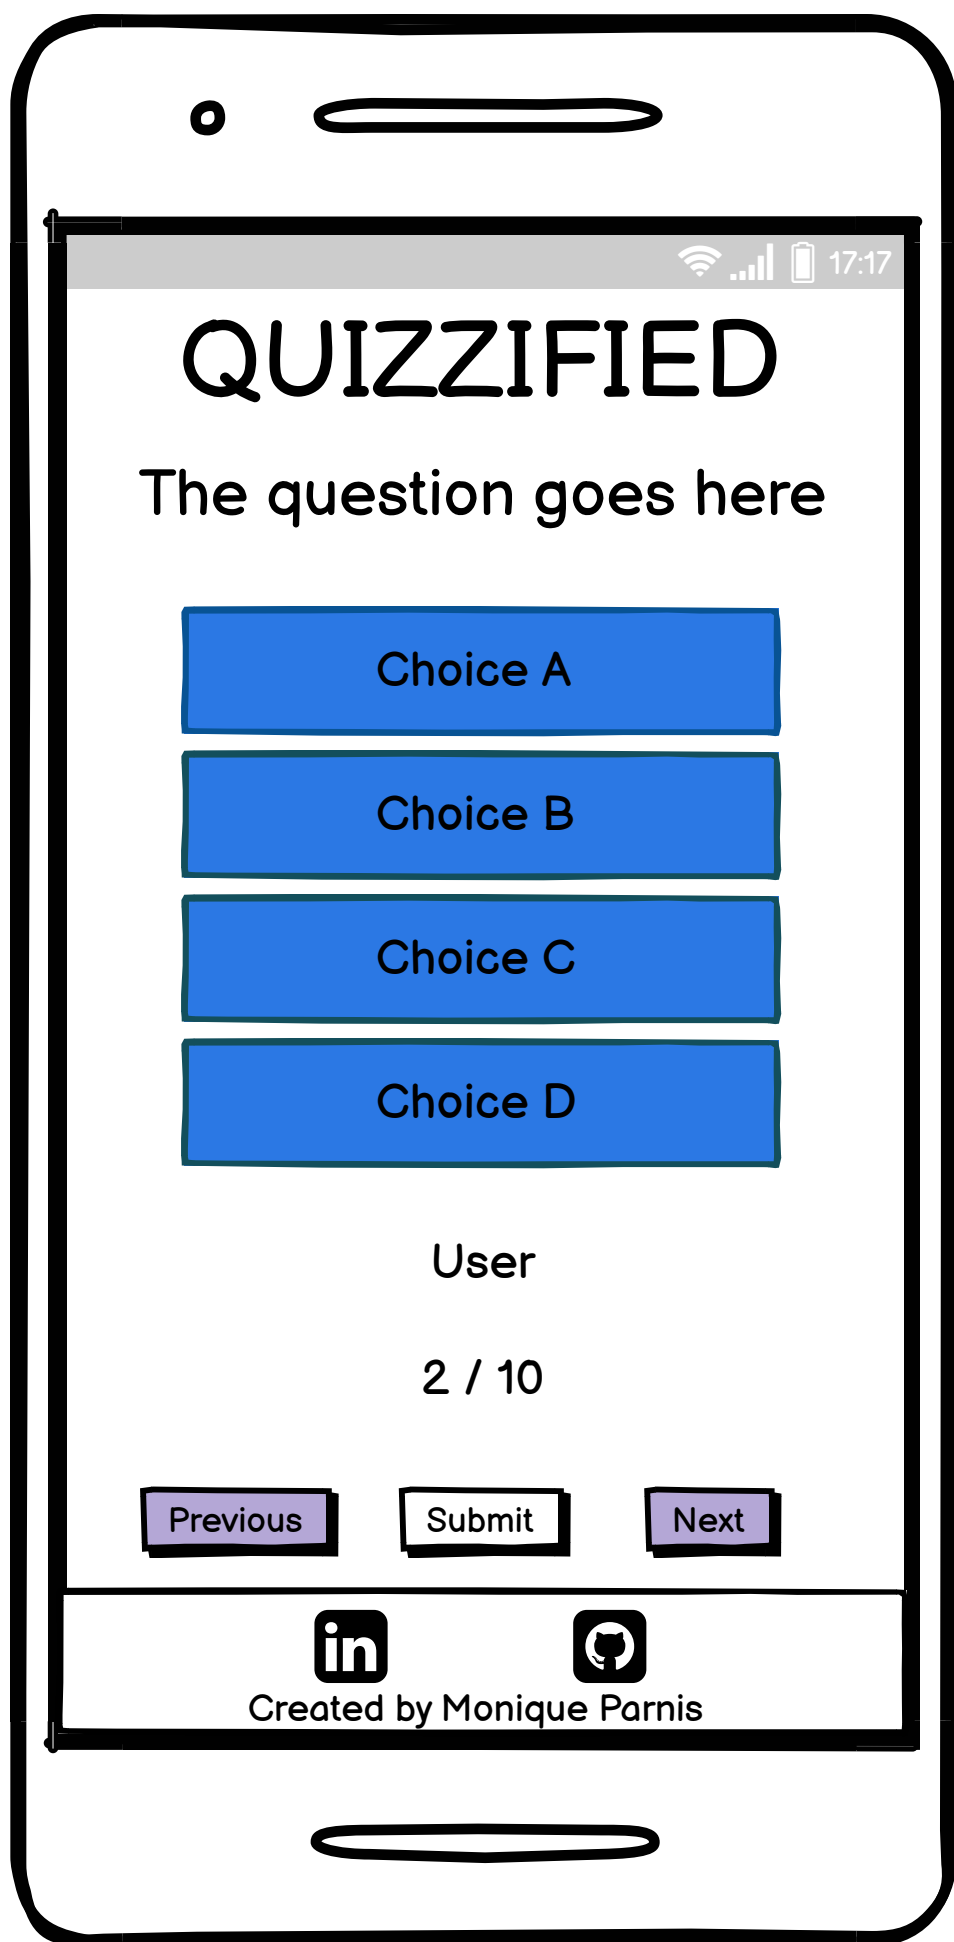 17:17
QUIZZIFIED
The question goes here
Choice A
Choice B
Choice C
Choice D
User
2 / 10
Previous Submit Next
in
Created by Monique Parnis